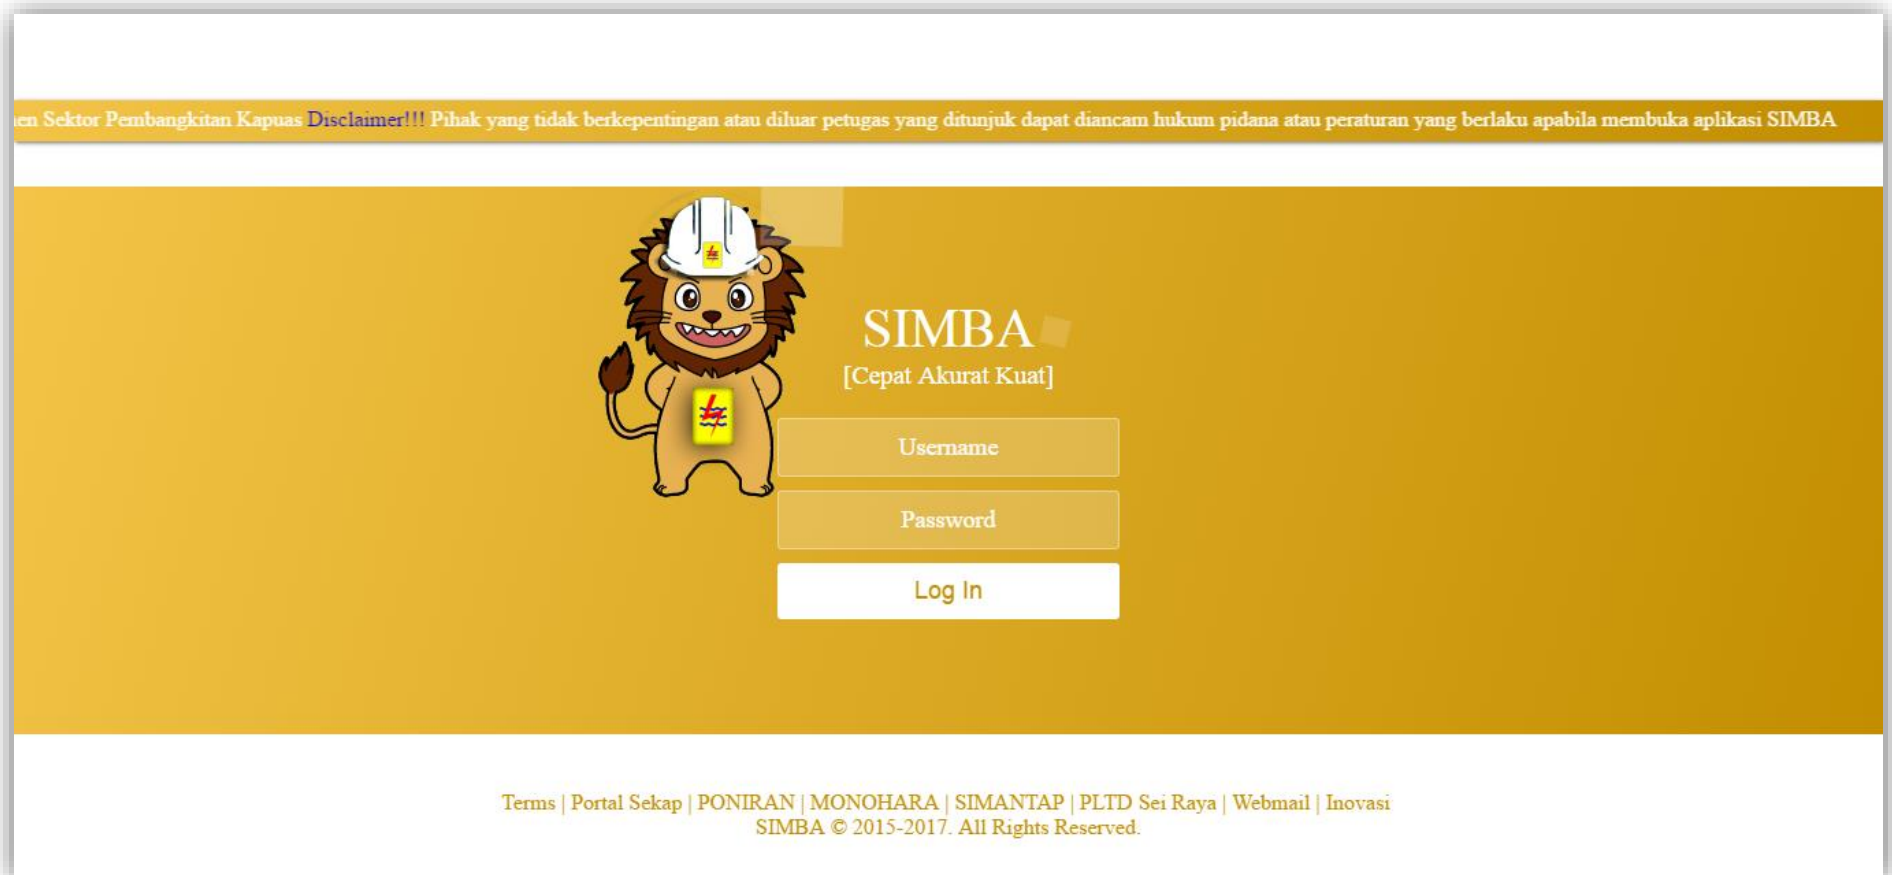 Sektor Pembangkitan Kapuas Disclaimer!!! Pihak yang tidak berkepentingan atau diluar petugas yang ditunjuk dapat diancam hukum pidana atau peraturan yang berlaku apabila membuka aplikasi SIMBA
SIMBA
[Cepat Akurat Kuat]
Username
Password
Log In
Terms | Portal Sekap | PONIRAN | MONOHARA | SIMANTAP | PLTD Sei Raya | Webmail | Inovasi
SIMBA © 2015-2017. All Rights Reserved.